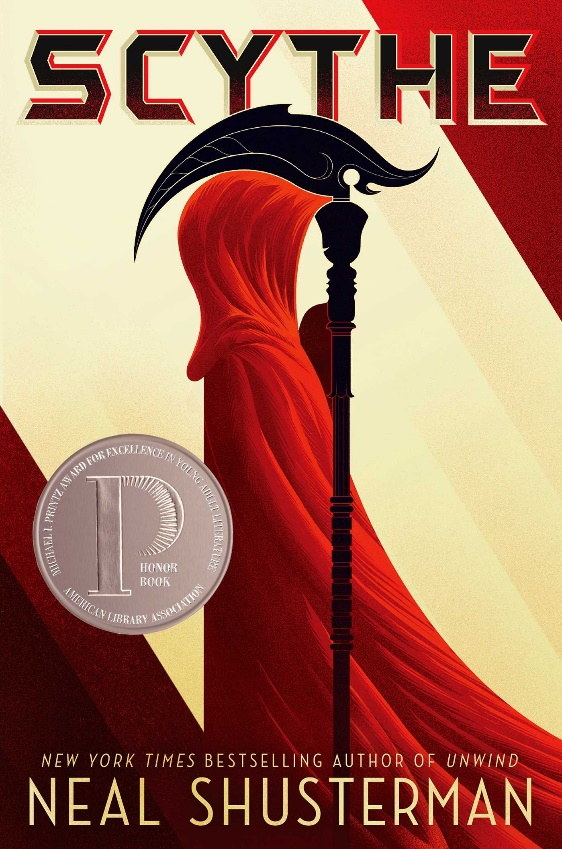 SCYTHE
MICHAEL L. PRINTZ AWARD FOR EXCELLENCE IN YOUNG ADULT LITERATURE
P
HONOR
BOOK
AMERICAN LIBRARY ASSOCIATION
NEW YORK TIMES BESTSELLING AUTHOR OF UNWIND
NEAL SHUSTERMAN